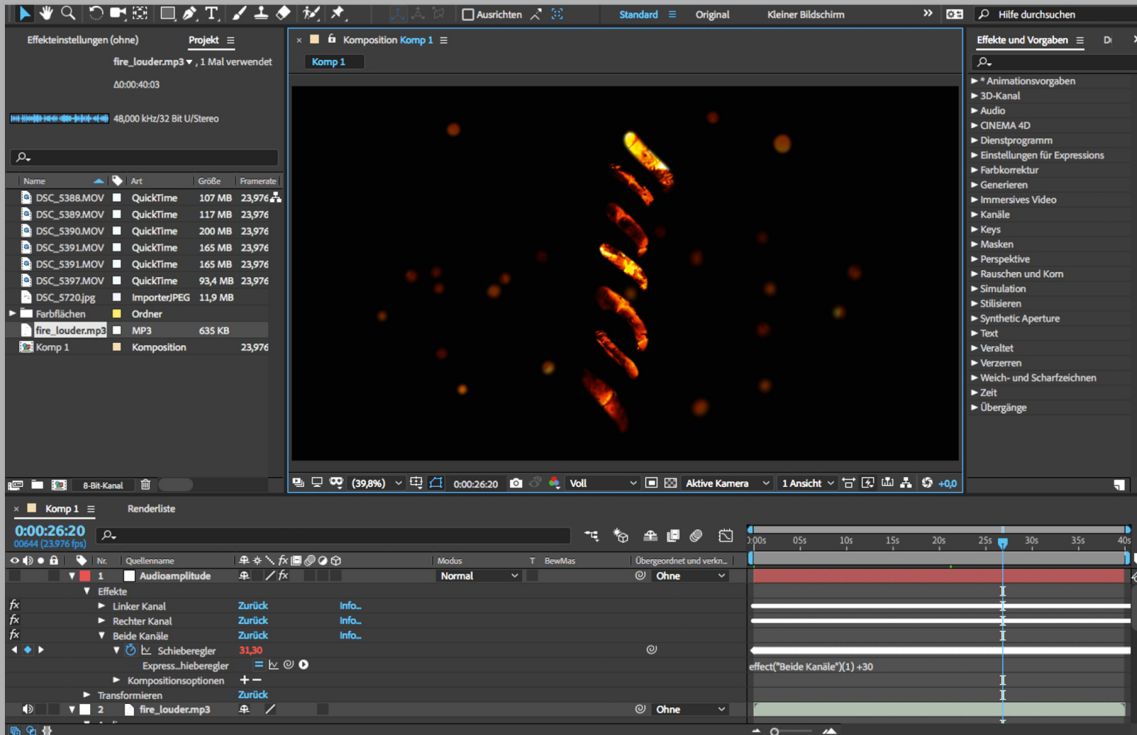 Ausrichten
Standard
Original
Kleiner Bildschirm
Hilfe durchsuchen
Effekteinstellungen (ohne)
Projekt
fire_louder.mp3 , 1 Mal verwendet
Δ0:00:40:03
48,000 kHz/32 Bit U/Stereo
Name Art Größe Framerate
DSC_5388.MOV QuickTime 107 MB 23,976
DSC_5389.MOV QuickTime 117 MB 23,976
DSC_5390.MOV QuickTime 200 MB 23,976
DSC_5391.MOV QuickTime 165 MB 23,976
DSC_5391.MOV QuickTime 165 MB 23,976
DSC_5397.MOV QuickTime 93,4 MB 23,976
DSC_5720.jpg ImporterJPEG 11,9 MB
Farbflächen Ordner
fire_louder.mp3 MP3 635 KB
Komp 1 Komposition 23,976
8-Bit-Kanal
Komposition Komp 1
Komp 1
(39,8%) 0:00:26:20 Voll Aktive Kamera 1 Ansicht +0,0
Effekte und Vorgaben
* Animationsvorgaben
3D-Kanal
Audio
CINEMA 4D
Dienstprogramm
Einstellungen für Expressions
Farbkorrektur
Generieren
Immersives Video
Kanäle
Keys
Masken
Perspektive
Rauschen und Korn
Simulation
Stilisieren
Synthetic Aperture
Text
Veraltet
Verzerren
Weich- und Scharfzeichnen
Zeit
Übergänge
Komp 1
Renderliste
0:00:26:20
00644 (23.976 fps)
Nr. Quellenname Modus T BewMas Übergeordnet und verkn...
1 Audioamplitude Normal Ohne
Effekte
Linker Kanal Zurück Info...
Rechter Kanal Zurück Info...
Beide Kanäle Zurück Info...
Schieberegler 31,30
Express...hieberegler
Kompositionsoptionen
Transformieren Zurück
2 fire_louder.mp3 Ohne
05s 10s 15s 20s 25s 30s 35s 40s
effect("Beide Kanäle")(1) +30